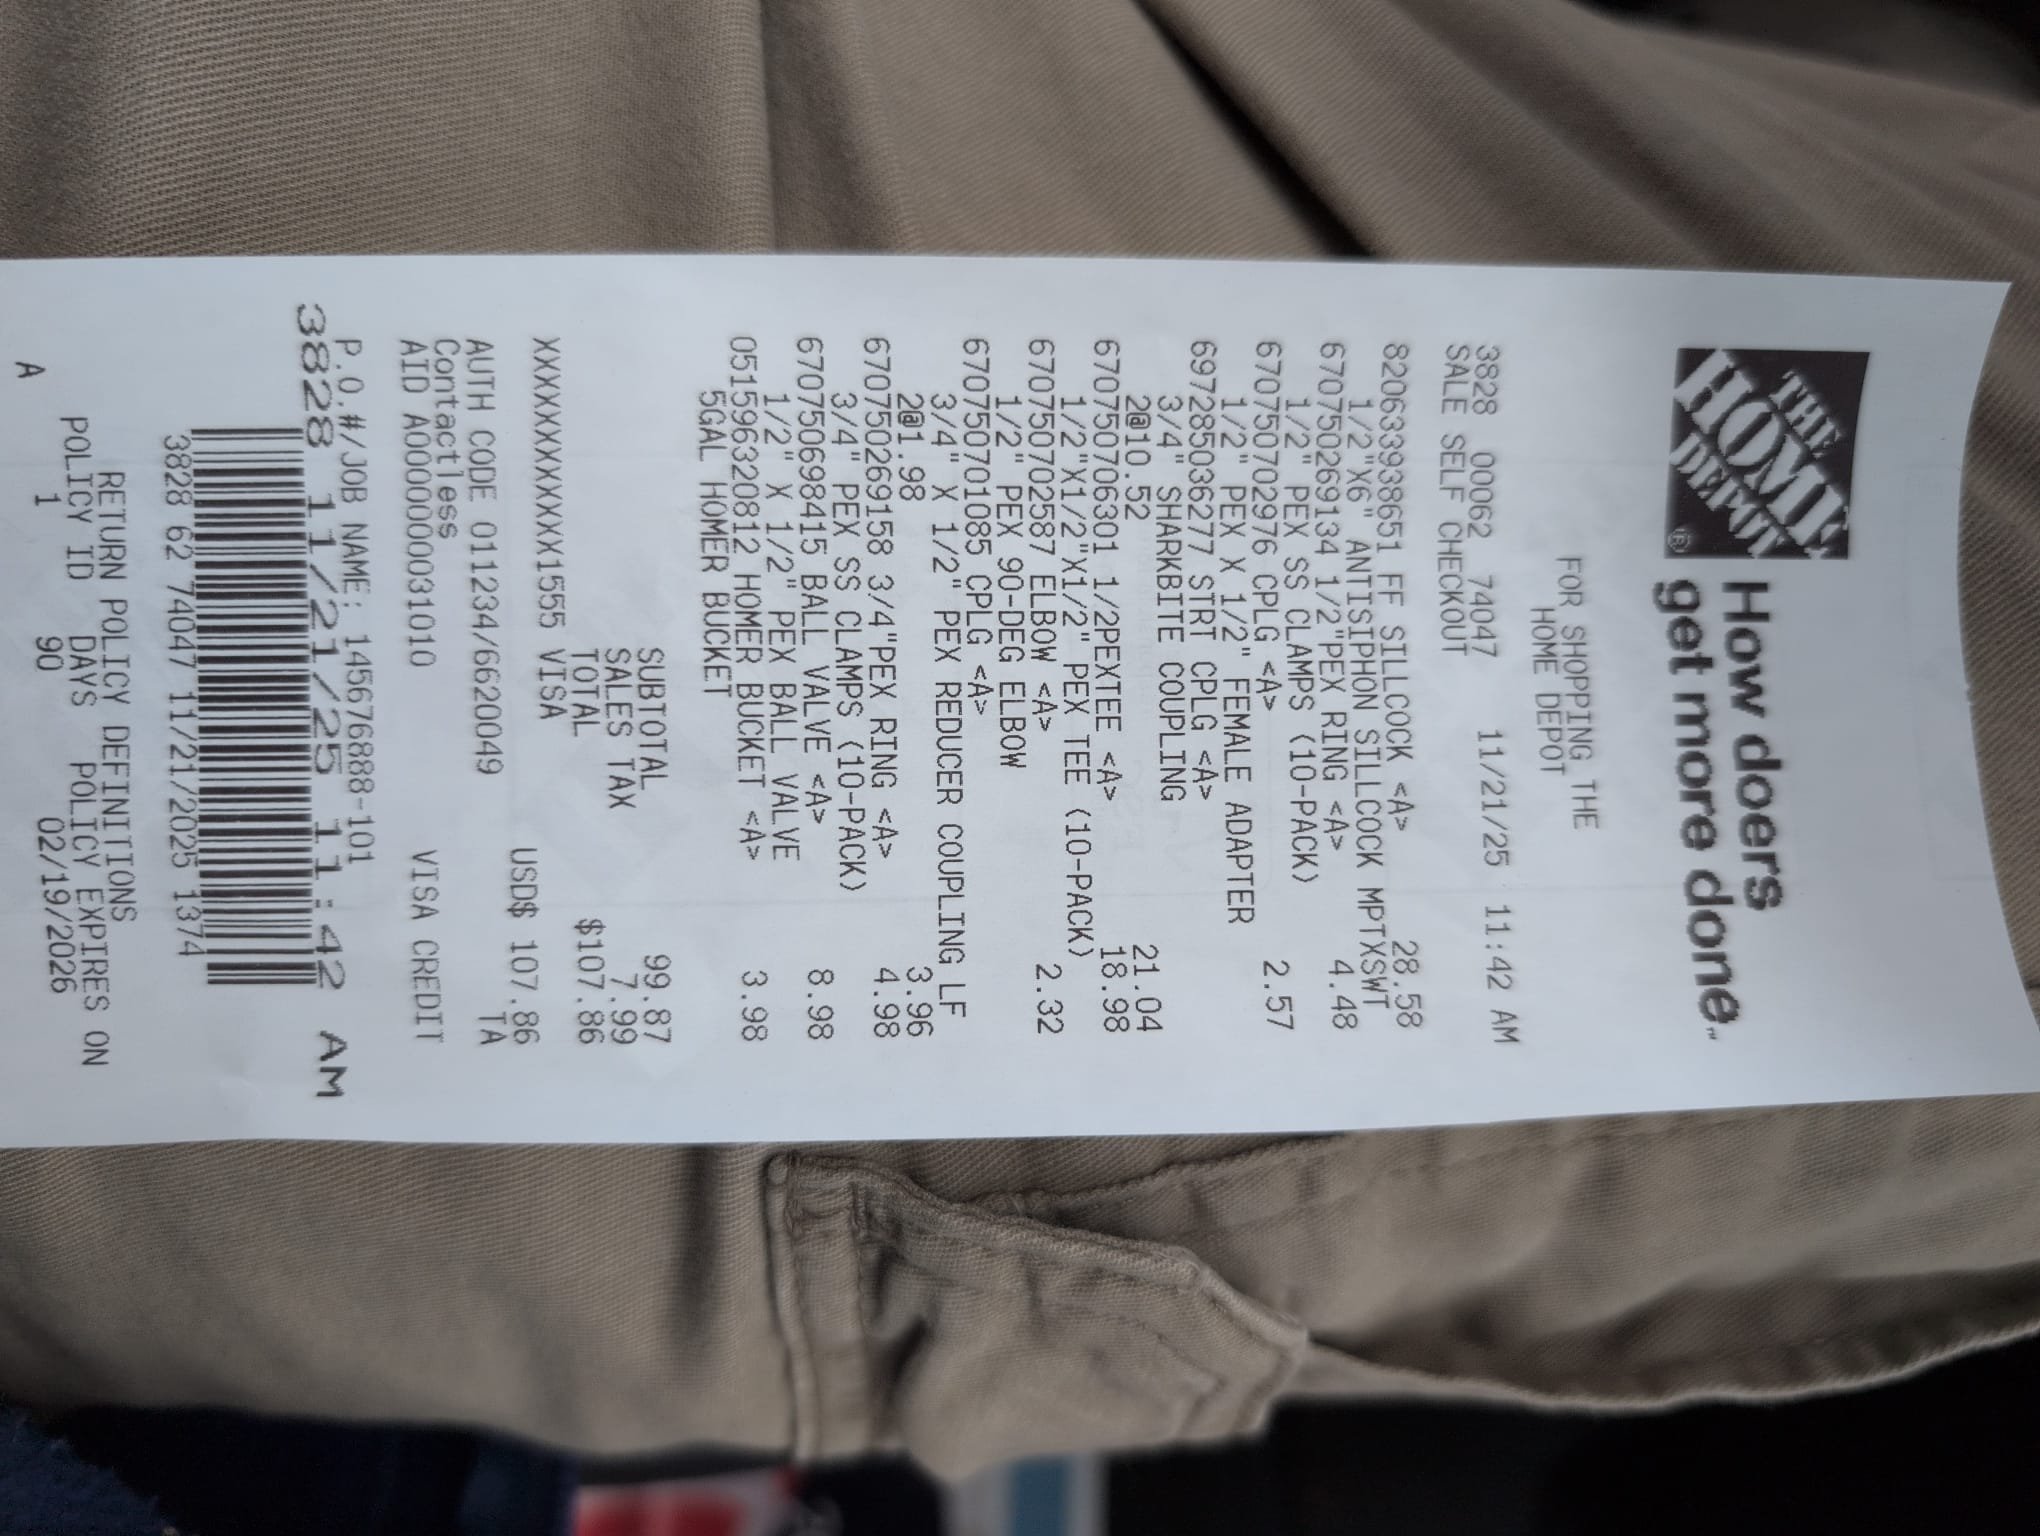 THE
HOME
DEPOT®
How doers
get more done.™
FOR SHOPPING THE
HOME DEPOT
3828 00062 74047 11/21/25 11:42 AM
SALE SELF CHECKOUT
820633938651 FF SILLCOCK <A> 28.58
1/2"X6" ANTISIPHON SILLCOCK MPTXSWT
670750269134 1/2"PEX RING <A> 4.48
1/2" PEX SS CLAMPS (10-PACK)
670750702976 CPLG <A> 2.57
1/2" PEX X 1/2" FEMALE ADAPTER
697285036277 STRT CPLG <A>
3/4" SHARKBITE COUPLING
2@10.52 21.04
670750706301 1/2PEXTEE <A> 18.98
1/2"X1/2"X1/2" PEX TEE (10-PACK)
670750702587 ELBOW <A> 2.32
1/2" PEX 90-DEG ELBOW
670750701085 CPLG <A>
3/4" X 1/2" PEX REDUCER COUPLING LF
2@1.98 3.96
670750269158 3/4"PEX RING <A> 4.98
3/4" PEX SS CLAMPS (10-PACK)
670750698415 BALL VALVE <A> 8.98
1/2" X 1/2" PEX BALL VALVE
051596320812 HOMER BUCKET <A> 3.98
5GAL HOMER BUCKET
SUBTOTAL 99.87
SALES TAX 7.99
TOTAL $107.86
XXXXXXXXXXXX1555 VISA
USD$ 107.86
AUTH CODE 011234/6620049 TA
Contactless
AID A0000000031010 VISA CREDIT
P.O.#/JOB NAME: 145676888-101
3828 11/21/25 11:42 AM
3828 62 74047 11/21/2025 1374
RETURN POLICY DEFINITIONS
POLICY ID DAYS POLICY EXPIRES ON
A 1 90 02/19/2026